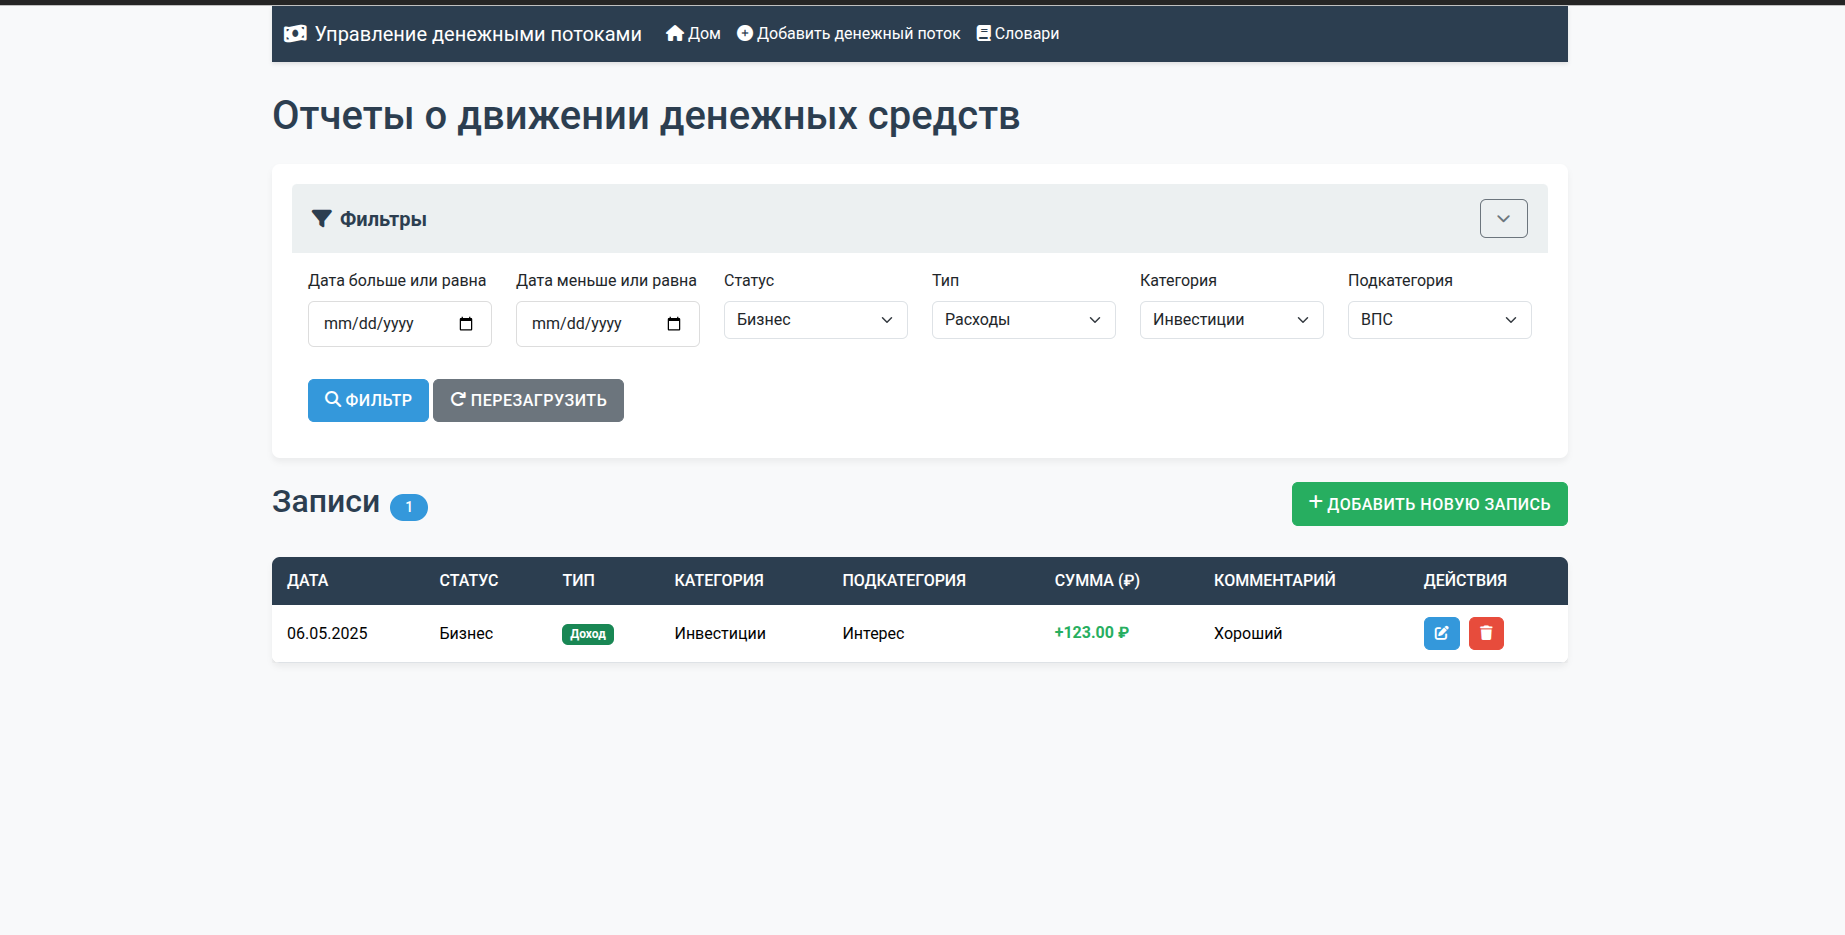 Управление денежными потоками Дом Добавить денежный поток Словари
Отчеты о движении денежных средств
Фильтры
Дата больше или равна Дата меньше или равна Статус Тип Категория Подкатегория
mm/dd/yyyy mm/dd/yyyy Бизнес Расходы Инвестиции ВПС
ФИЛЬТР ПЕРЕЗАГРУЗИТЬ
Записи 1 + ДОБАВИТЬ НОВУЮ ЗАПИСЬ
ДАТА СТАТУС ТИП КАТЕГОРИЯ ПОДКАТЕГОРИЯ СУММА (₽) КОММЕНТАРИЙ ДЕЙСТВИЯ
06.05.2025 Бизнес Доход Инвестиции Интерес +123.00 ₽ Хороший